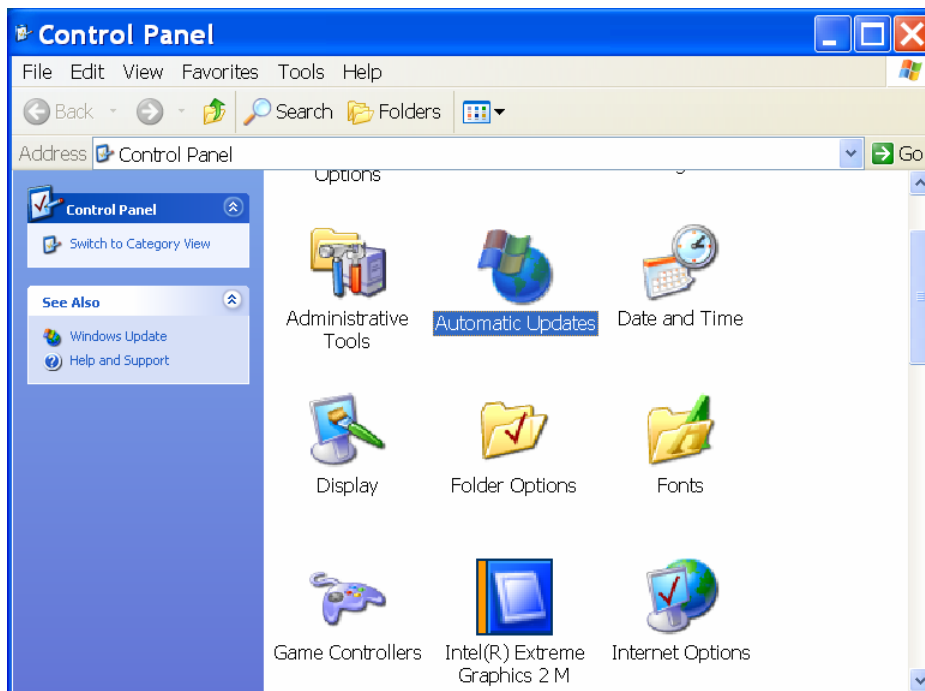 Control Panel
File Edit View Favorites Tools Help
Back Search Folders
Address Control Panel Go
Options
Control Panel
Switch to Category View
See Also
Windows Update
Help and Support
Administrative Tools
Automatic Updates
Date and Time
Display
Folder Options
Fonts
Game Controllers
Intel(R) Extreme
Graphics 2 M
Internet Options